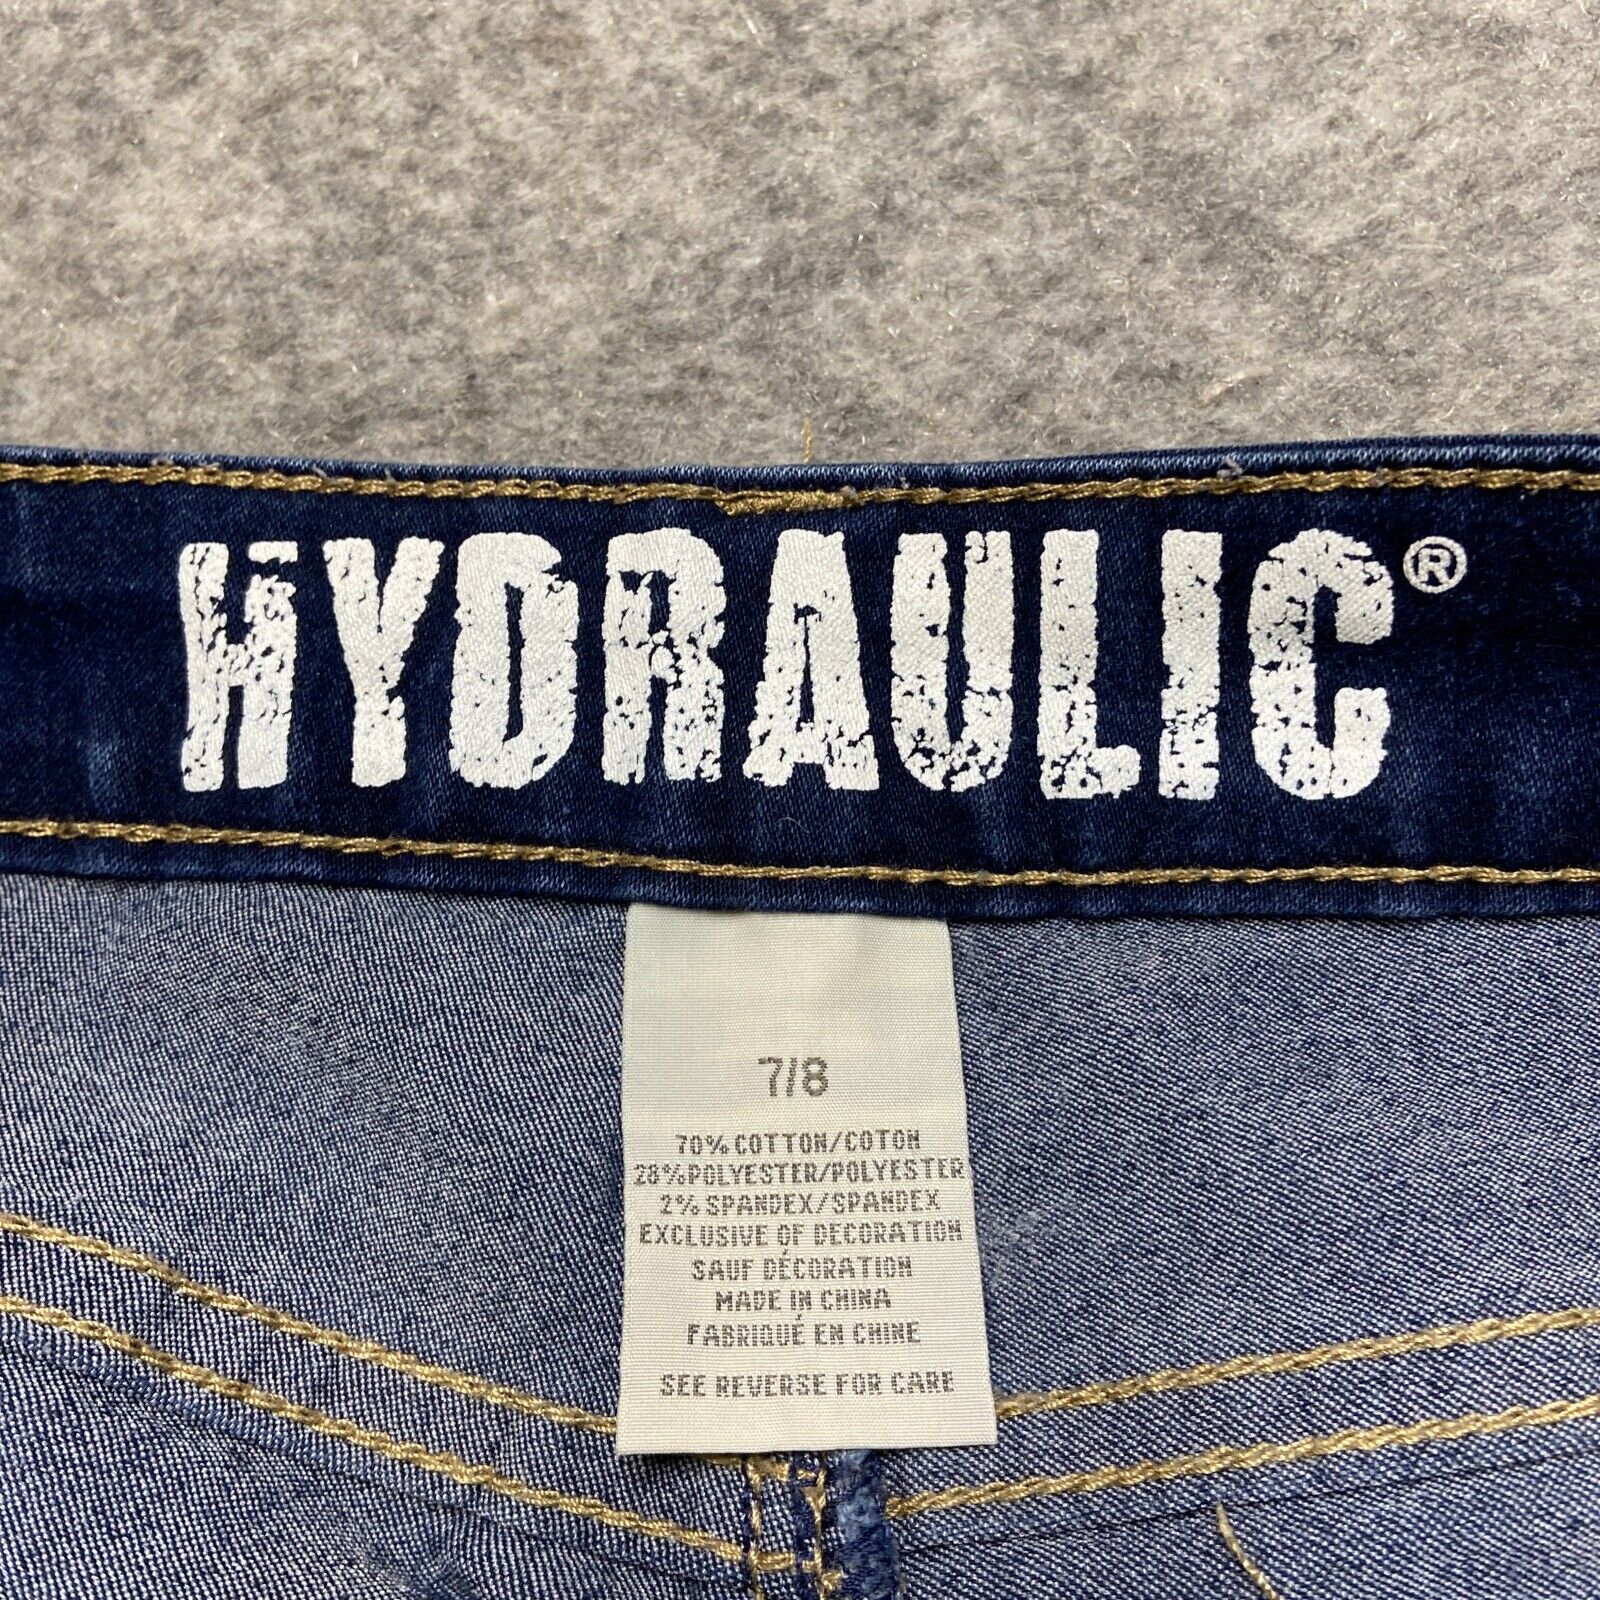 HYDRAULIC®
7/8
70% COTTON/COTON
28%POLYESTER/POLYESTER
2% SPANDEX/SPANDEX
EXCLUSIVE OF DECORATION
SAUF DÉCORATION
MADE IN CHINA
FABRIQUÉ EN CHINE
SEE REVERSE FOR CARE